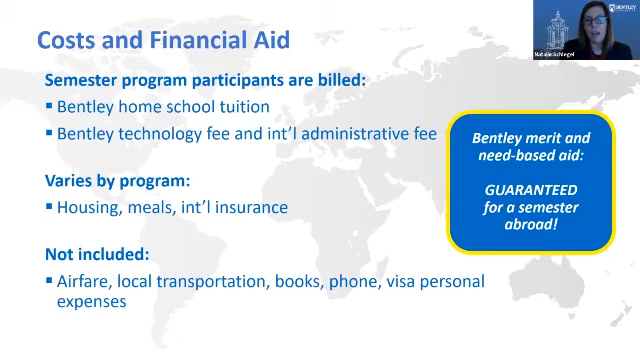 BENTLEY
Natalie Schlegel
Costs and Financial Aid
Semester program participants are billed:
▪ Bentley home school tuition
▪ Bentley technology fee and int'l administrative fee
Bentley merit and
need-based aid:
GUARANTEED
for a semester
abroad!
Varies by program:
▪ Housing, meals, int'l insurance
Not included:
▪ Airfare, local transportation, books, phone, visa personal
expenses